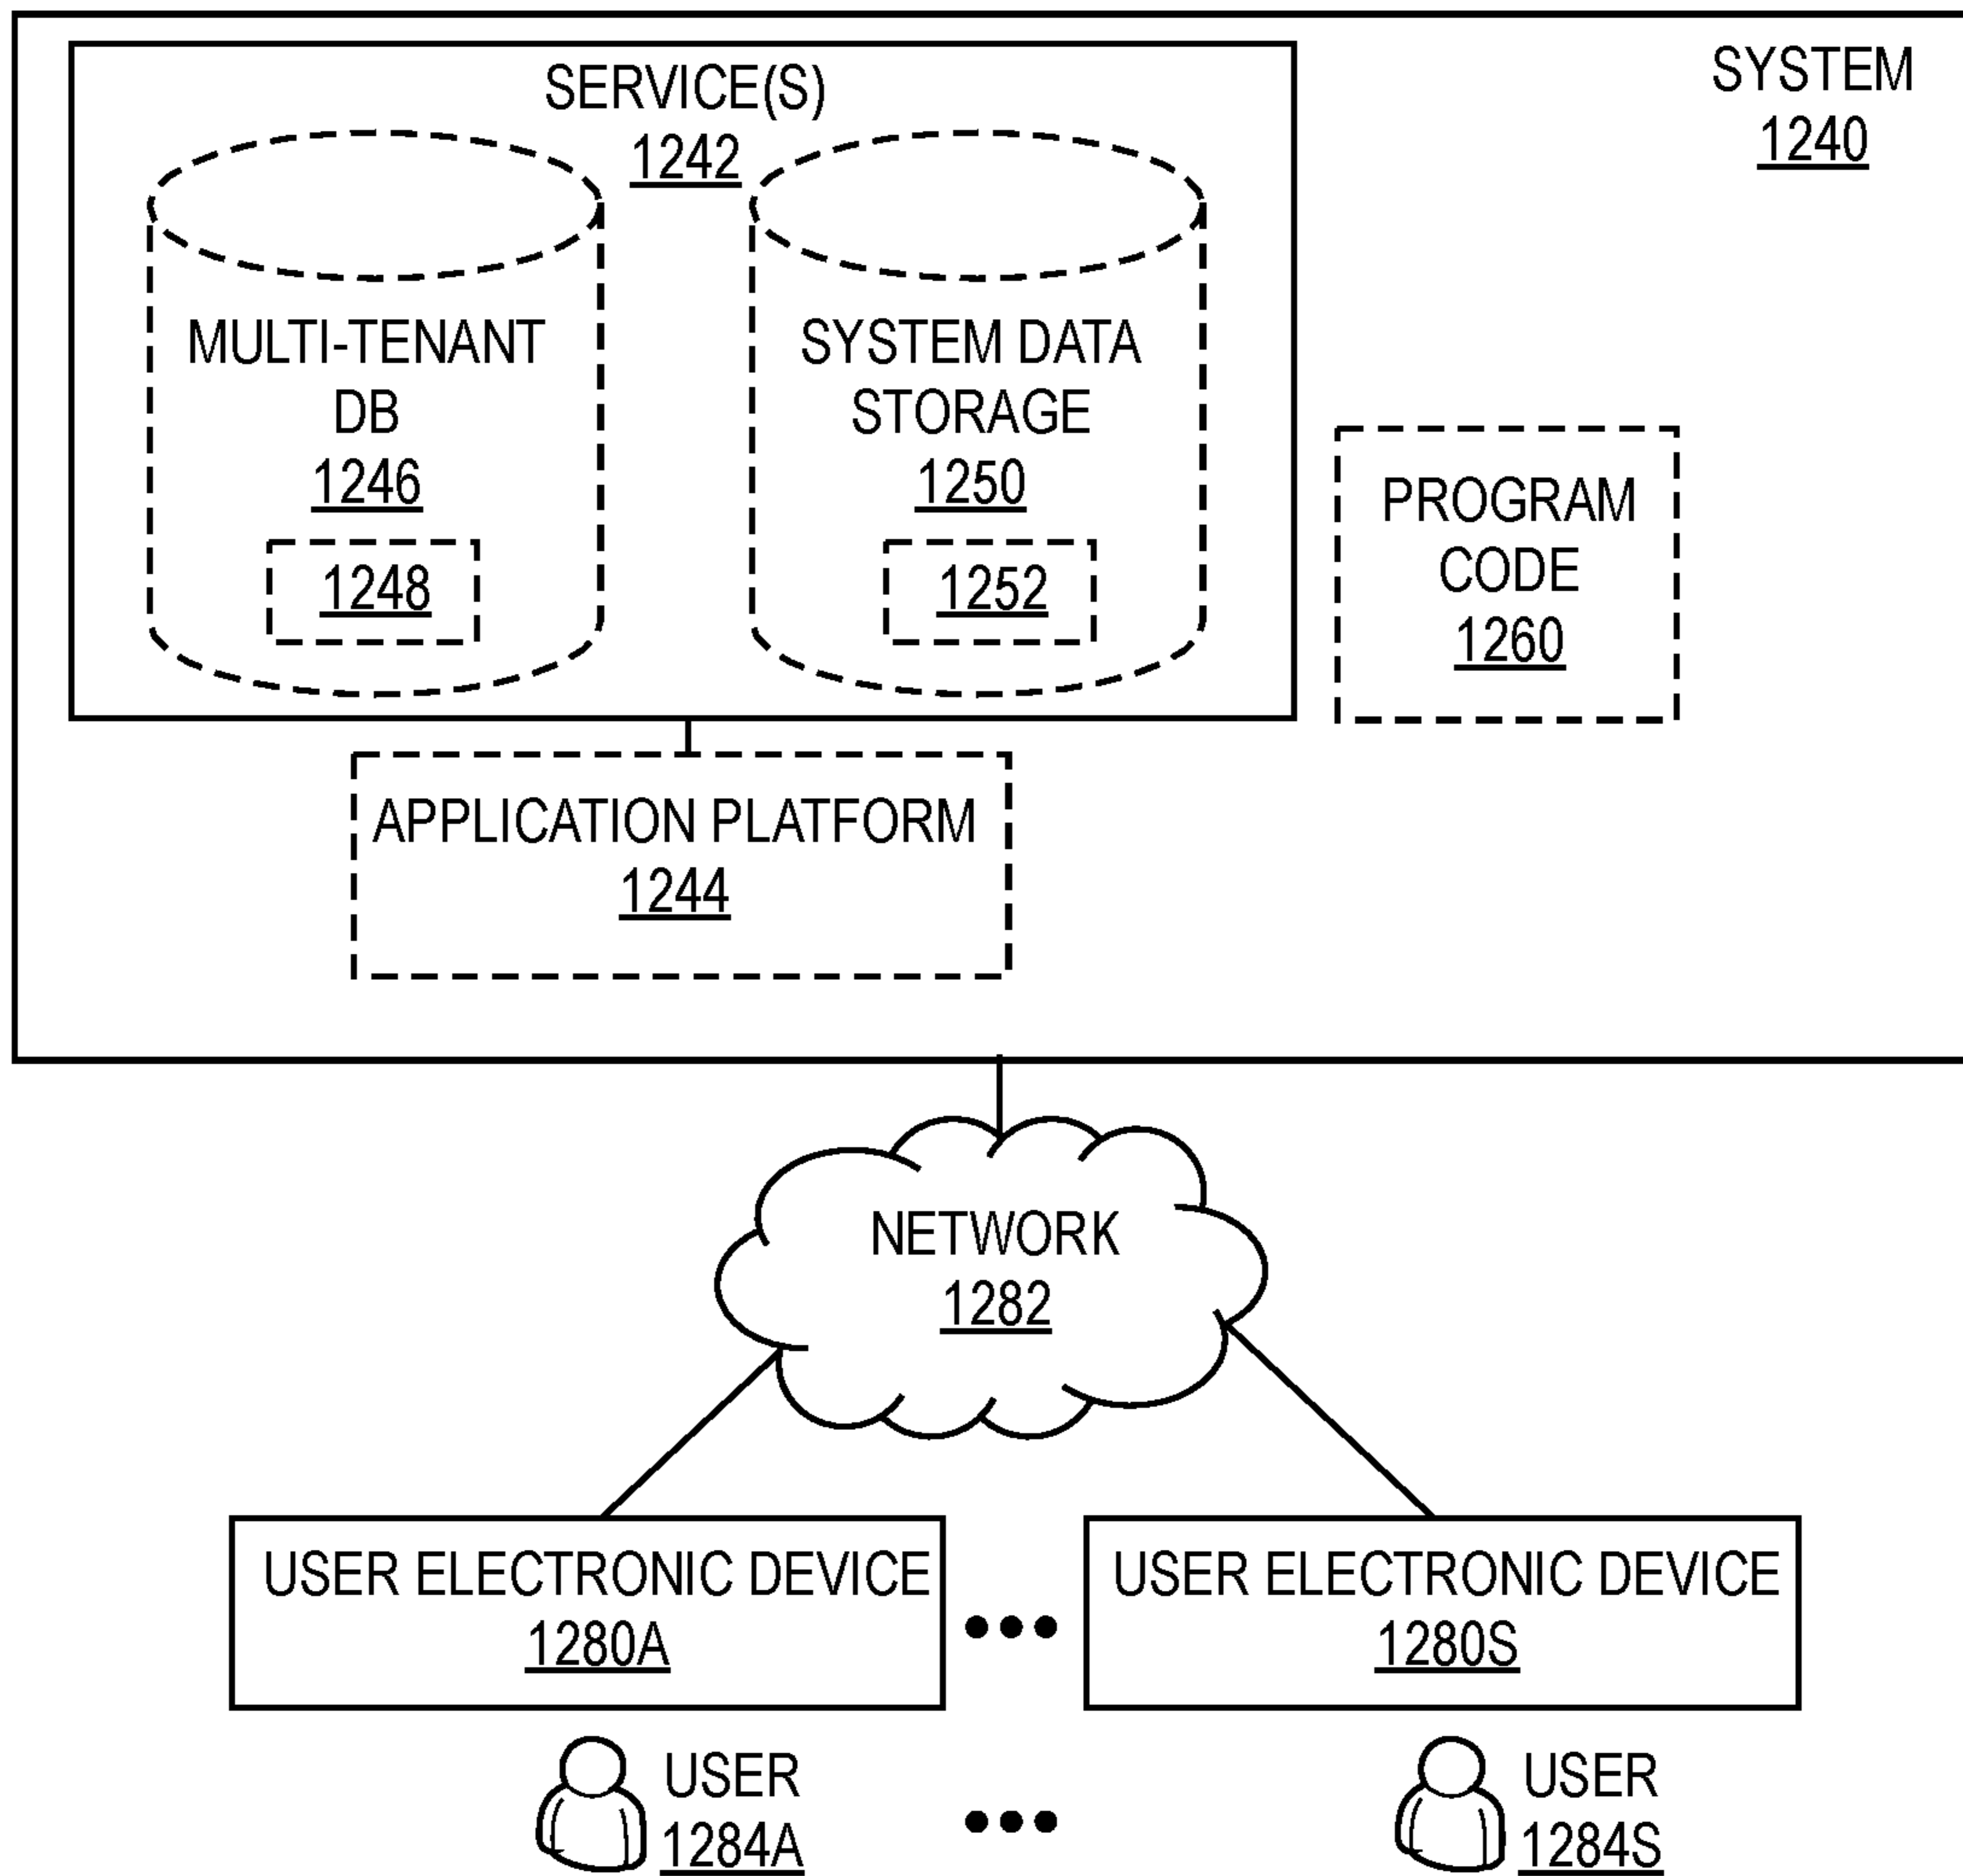 SERVICE(S)
1242
SYSTEM
1240
MULTI-TENANT
DB
1246
1248
SYSTEM DATA
STORAGE
1250
1252
PROGRAM
CODE
1260
APPLICATION PLATFORM
1244
NETWORK
1282
USER ELECTRONIC DEVICE
1280A
USER ELECTRONIC DEVICE
1280S
USER
1284A
USER
1284S